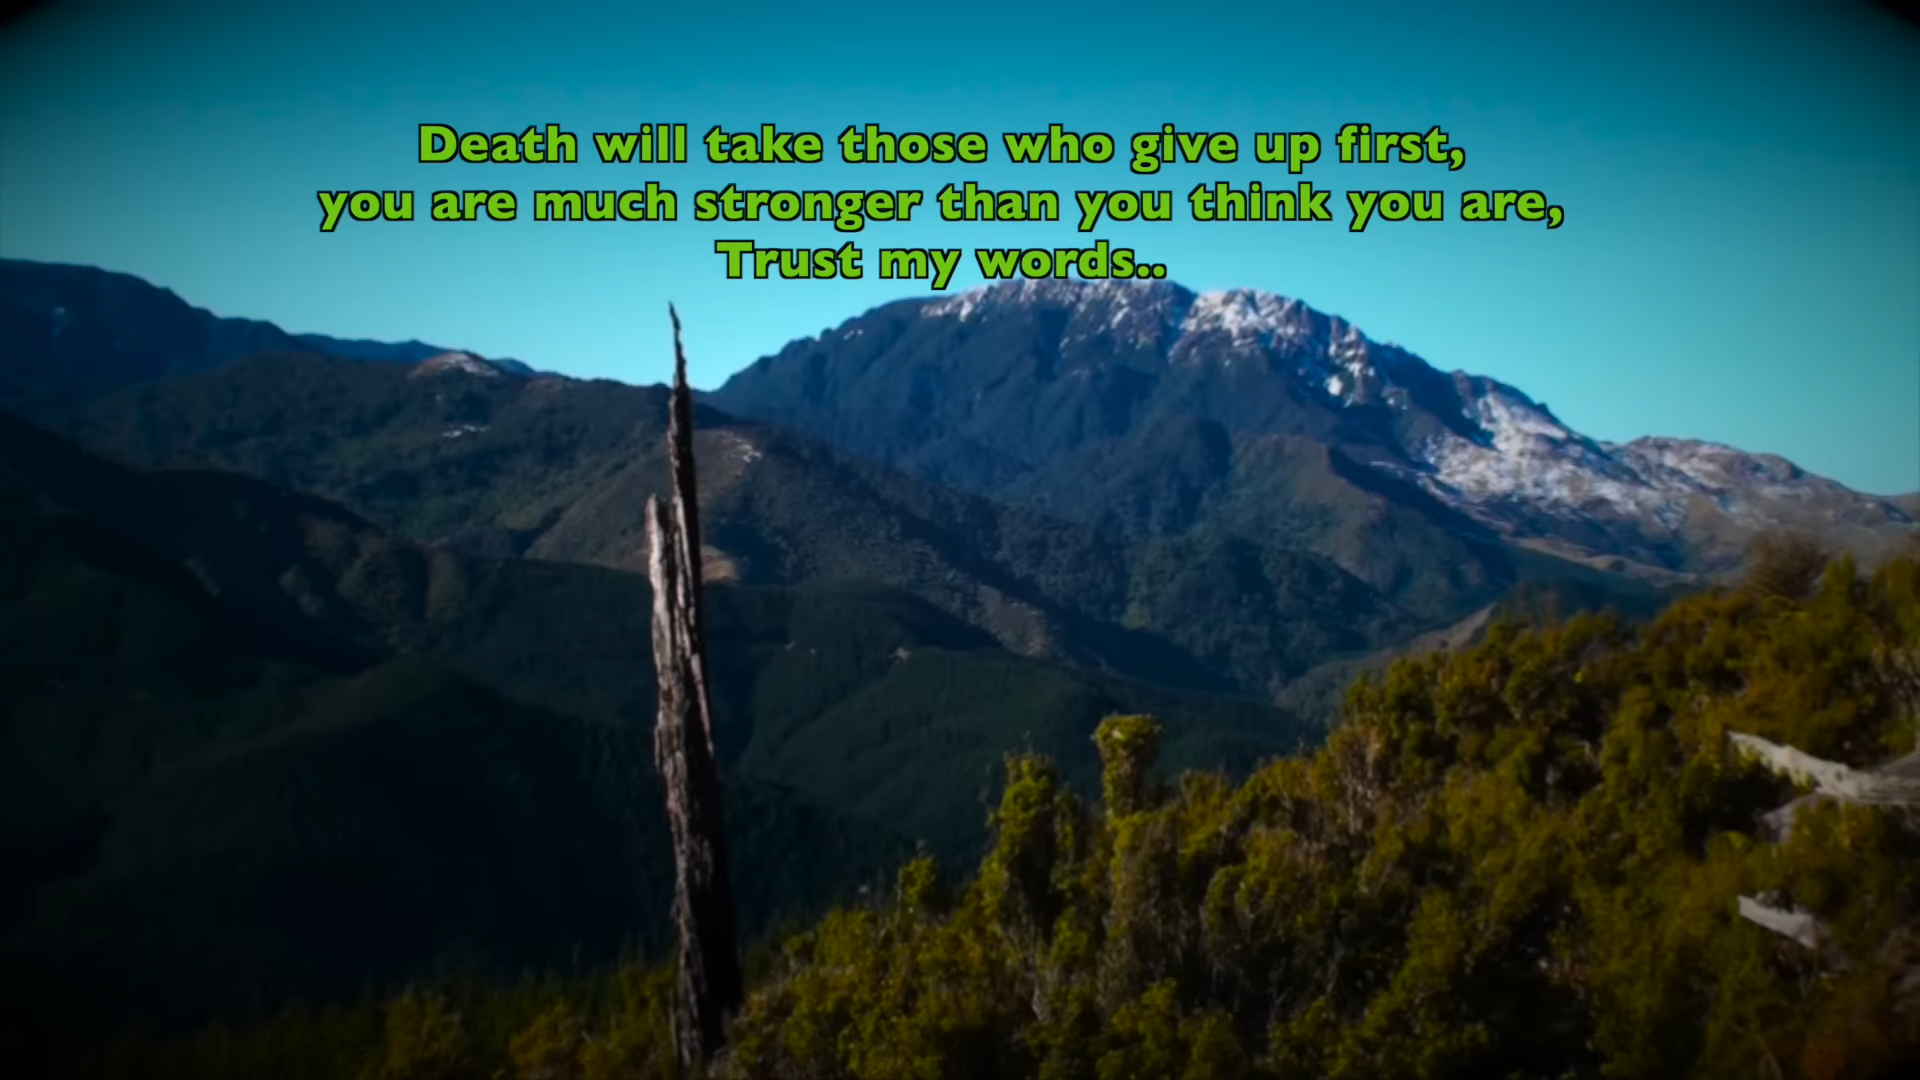 Death will take those who give up first,
you are much stronger than you think you are,
Trust my words..